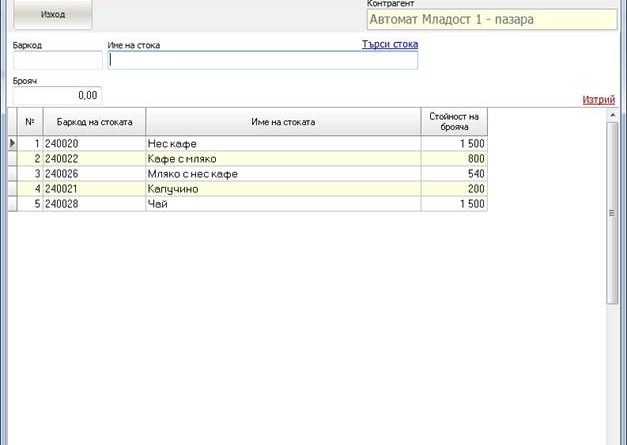 Контрагент
Изход
Автомат Младост 1 - пазара
Баркод Име на стока Търси стока
Брояч
0,00
Изтрий
№ Баркод на стоката Име на стоката Стойност на брояча
1 240020 Нес кафе 1 500
2 240022 Кафе с мляко 800
3 240026 Мляко с нес кафе 540
4 240021 Капучино 200
5 240028 Чай 1 500